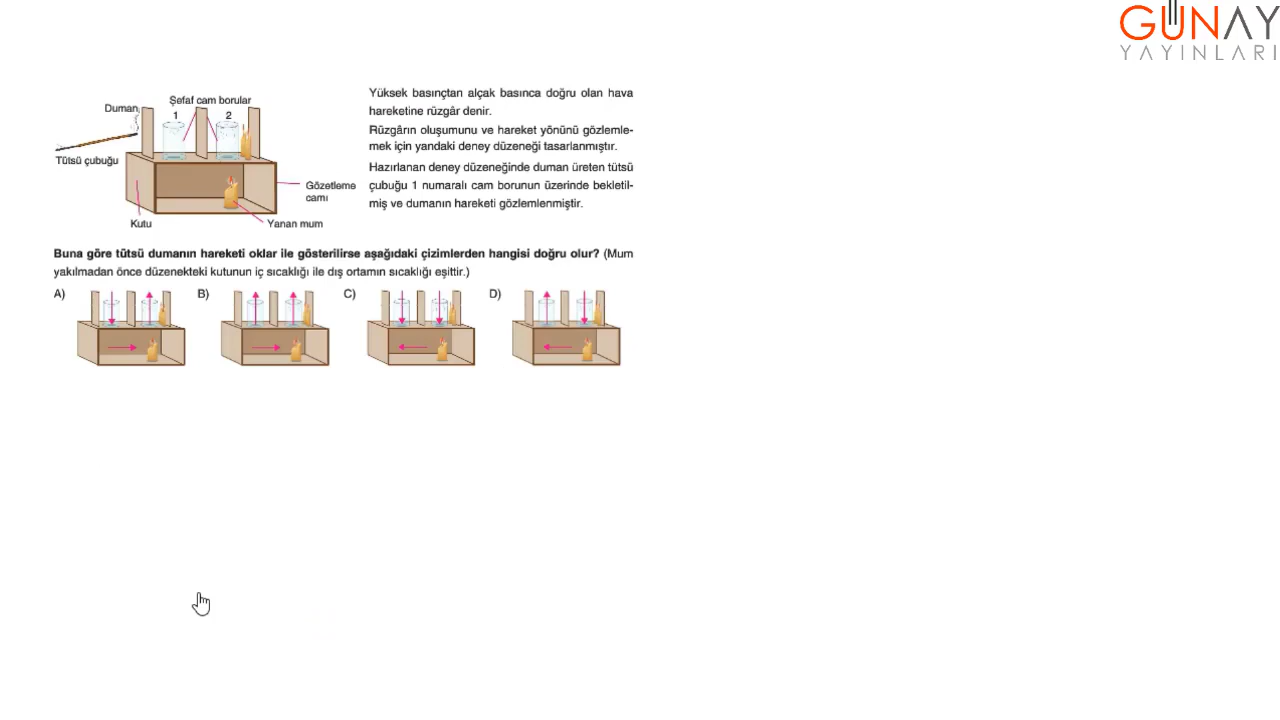 GÜNAY
YAYINLARI
Duman
Şefaf cam borular
1
2
Tütsü çubuğu
Gözetleme
camı
Kutu
Yanan mum
Yüksek basınçtan alçak basınca doğru olan hava
hareketine rüzgâr denir.
Rüzgârın oluşumunu ve hareket yönünü gözlemle-
mek için yandaki deney düzeneği tasarlanmıştır.
Hazırlanan deney düzeneğinde duman üreten tütsü
çubuğu 1 numaralı cam borunun üzerinde bekletil-
miş ve dumanın hareketi gözlemlenmiştir.
Buna göre tütsü dumanın hareketi oklar ile gösterilirse aşağıdaki çizimlerden hangisi doğru olur? (Mum
yakılmadan önce düzenekteki kutunun iç sıcaklığı ile dış ortamın sıcaklığı eşittir.)
A)
B)
C)
D)